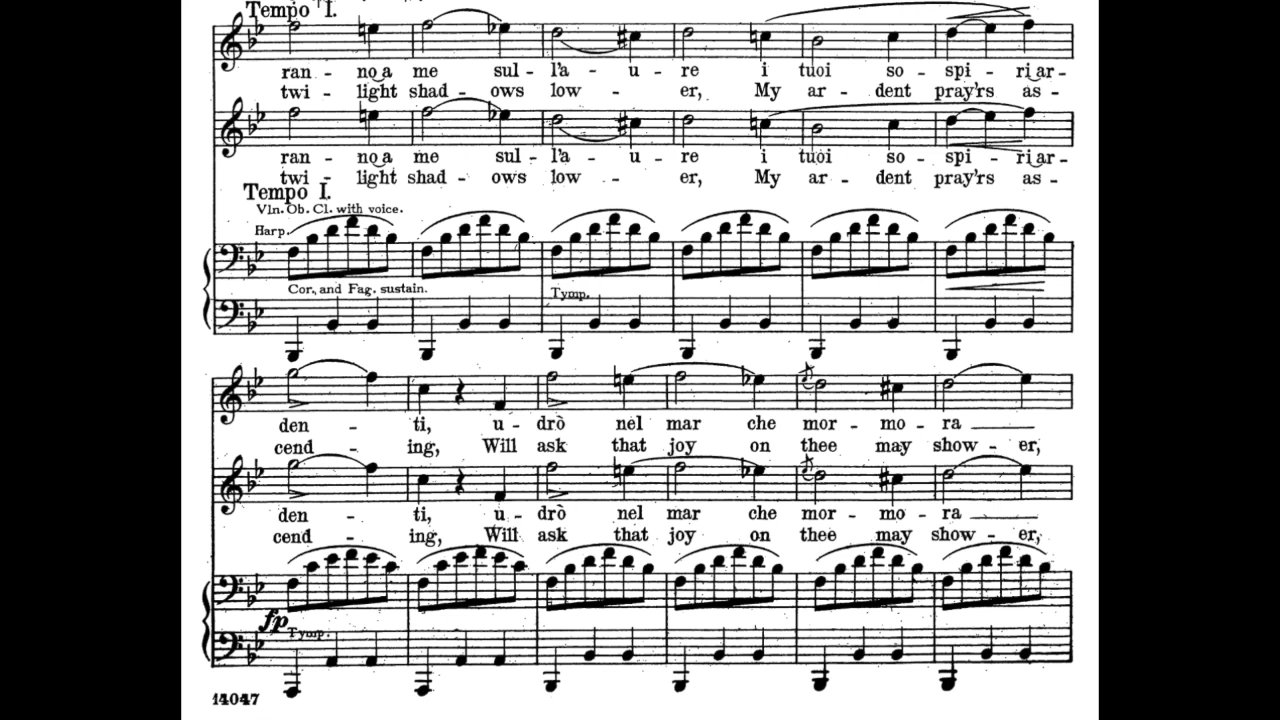 Tempo I.
ran - no a me sul - l'a - u - re i tuoi so - spi - ri ar-
twi - light shad - ows low - er, My ar - dent pray'rs as -
ran - no a me sul - l'a - u - re i tuoi so - spi - ri ar-
twi - light shad - ows low - er, My ar - dent pray'rs as -
Tempo I.
Vln. Ob. Cl. with voice.
Harp.
Cor. and Fag. sustain.
Tymp.
den - ti, u - drò nel mar che mor - mo - ra
cend - ing, Will ask that joy on thee may show - er,
den - ti, u - drò nel mar che mor - mo - ra
cend - ing, Will ask that joy on thee may show - er,
fp
Tymp.
14047